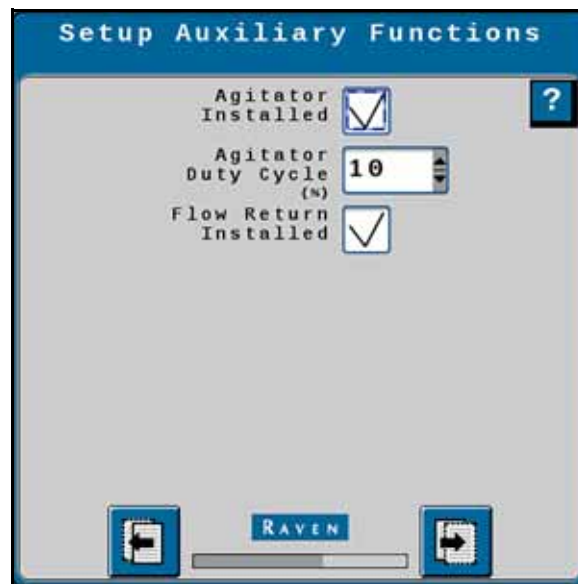 Setup Auxiliary Functions
?
Agitator
Installed
Agitator
Duty Cycle
(%)
10
Flow Return
Installed
RAVEN